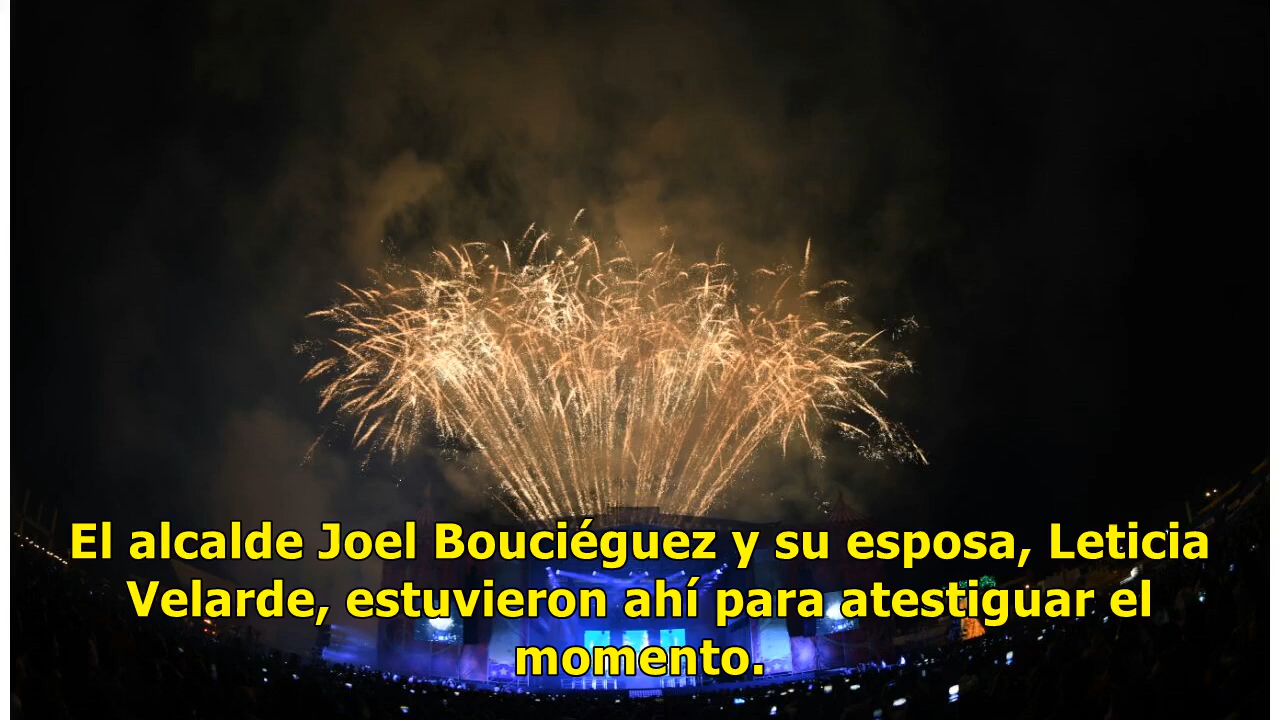 El alcalde Joel Bouciéguez y su esposa, Leticia
Velarde, estuvieron ahí para atestiguar el
momento.